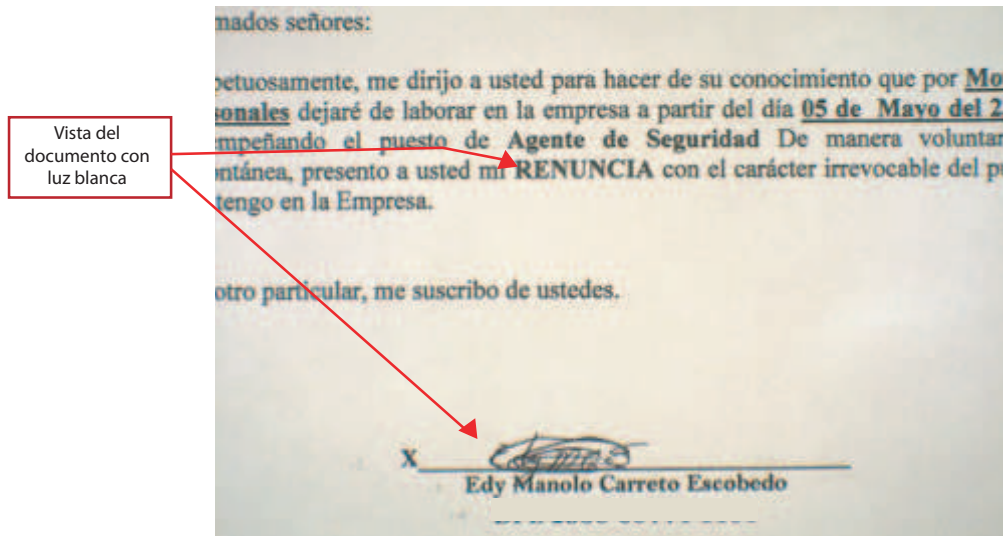 Vista del
documento con
luz blanca
mados señores:
petuosamente, me dirijo a usted para hacer de su conocimiento que por Mo
sonales dejaré de laborar en la empresa a partir del día 05 de Mayo del 2
empeñando el puesto de Agente de Seguridad De manera voluntar
ontánea, presento a usted mi RENUNCIA con el carácter irrevocable del p
tengo en la Empresa.
otro particular, me suscribo de ustedes.
X
Edy Manolo Carreto Escobedo